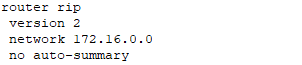 router rip
version 2
network 172.16.0.0
no auto-summary